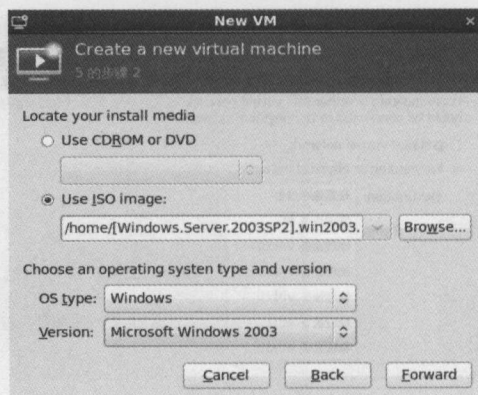 New VM
Create a new virtual machine
5 的步骤 2
Locate your install media
Use CDROM or DVD
Use ISO image:
/home/[Windows.Server.2003SP2].win2003.
Browse...
Choose an operating systen type and version
OS type: Windows
Version: Microsoft Windows 2003
Cancel Back Forward